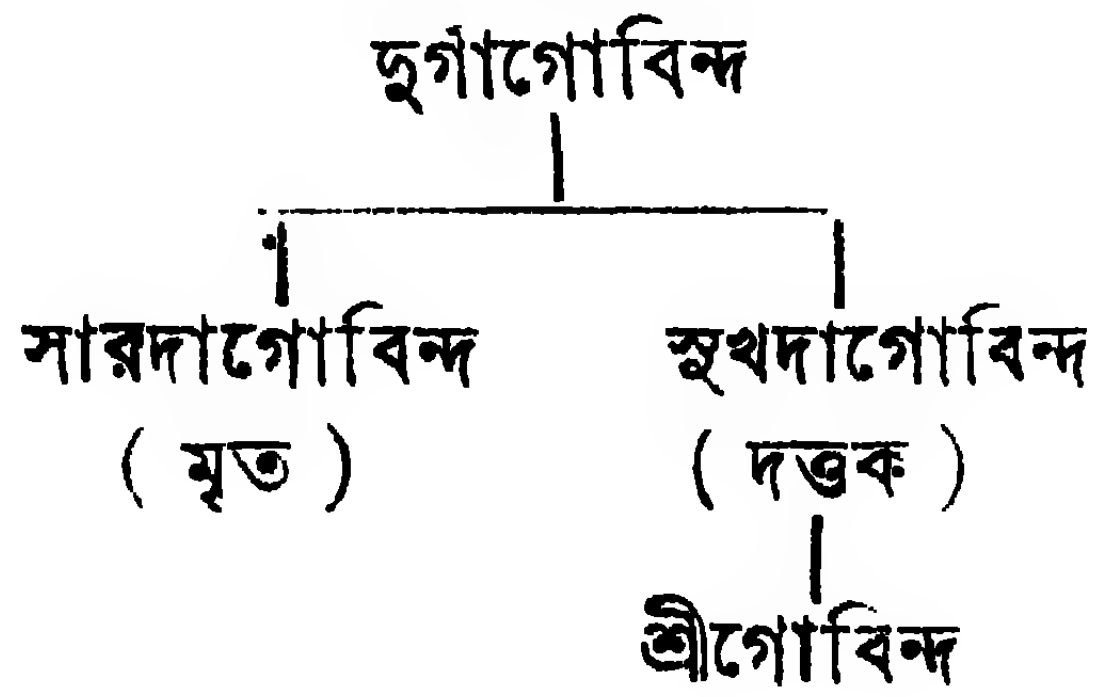 দুর্গাগোবিন্দ
সারদাগোবিন্দ সুখদাগোবিন্দ
( মৃত ) ( দত্তক )
শ্রীগোবিন্দ